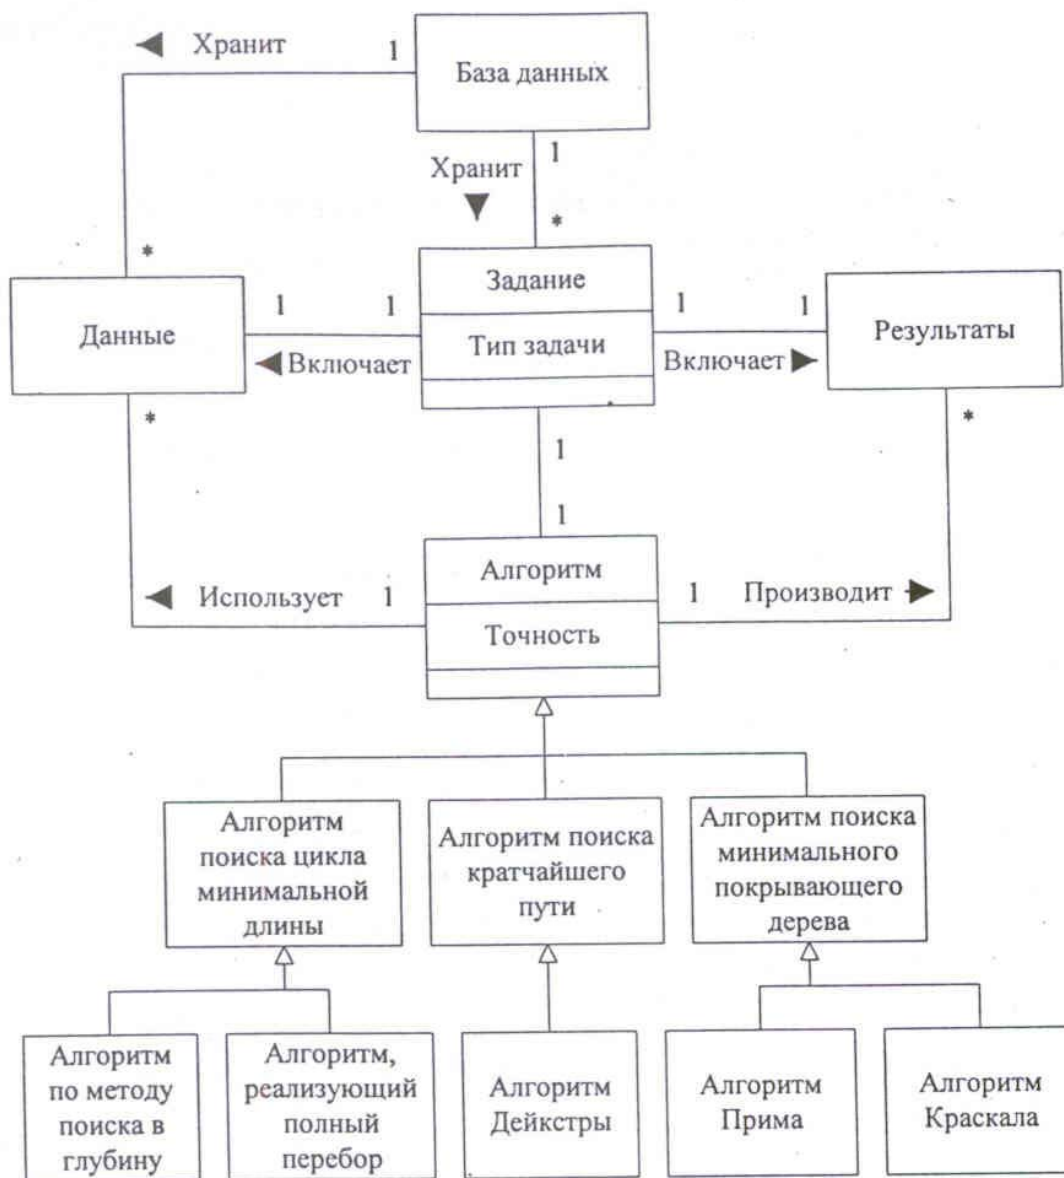 Хранит
1
База данных
1
Хранит
*
*
Задание
Данные
1
1
Тип задачи
1
1
Результаты
Включает
Включает
*
*
1
1
Алгоритм
Использует
1
1
Производит
Точность
Алгоритм
поиска цикла
минимальной
длины
Алгоритм поиска
кратчайшего
пути
Алгоритм поиска
минимального
покрывающего
дерева
Алгоритм
по методу
поиска в
глубину
Алгоритм,
реализующий
полный
перебор
Алгоритм
Дейкстры
Алгоритм
Прима
Алгоритм
Краскала